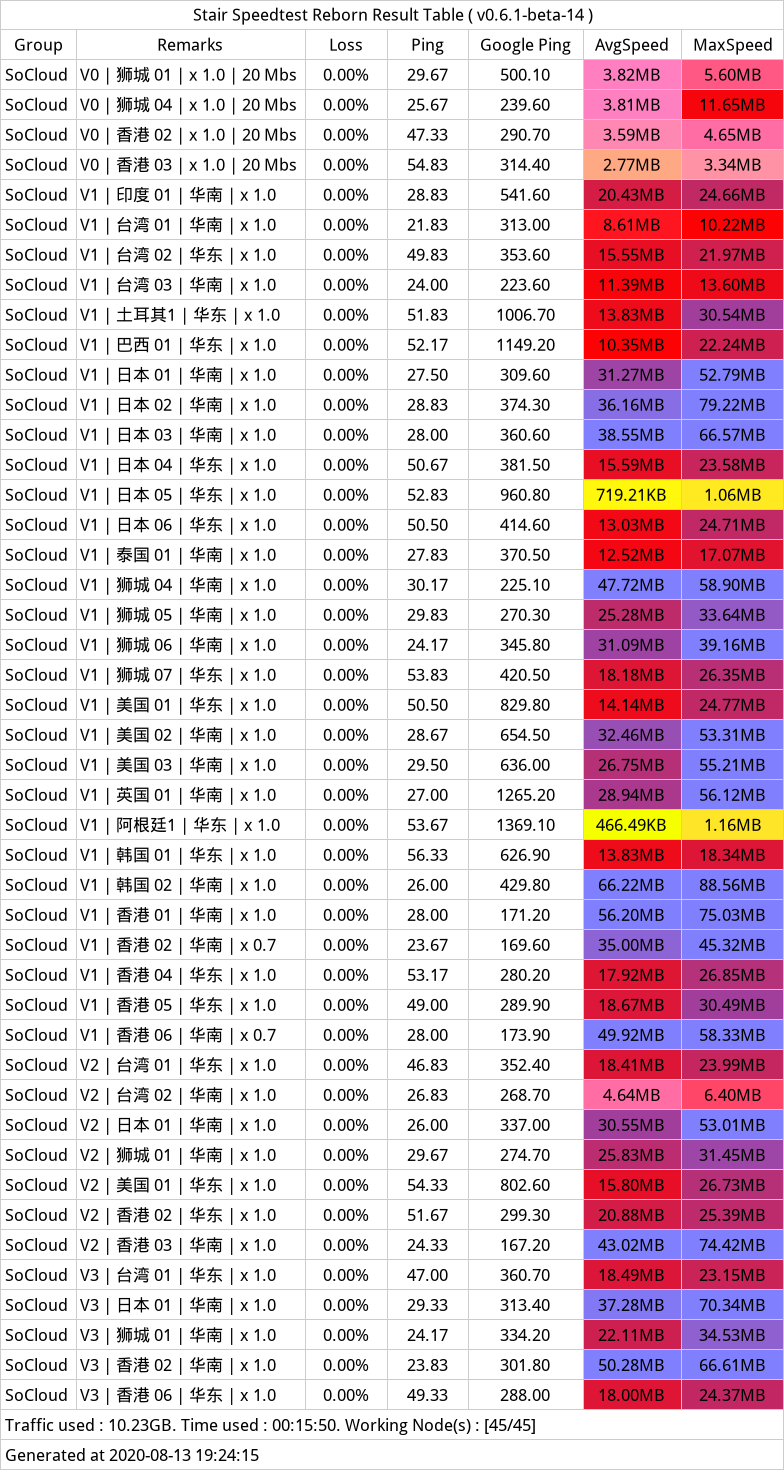 Stair Speedtest Reborn Result Table ( v0.6.1-beta-14 )
Group Remarks Loss Ping Google Ping AvgSpeed MaxSpeed
SoCloud V0 | 狮城 01 | x 1.0 | 20 Mbs 0.00% 29.67 500.10 3.82MB 5.60MB
SoCloud V0 | 狮城 04 | x 1.0 | 20 Mbs 0.00% 25.67 239.60 3.81MB 11.65MB
SoCloud V0 | 香港 02 | x 1.0 | 20 Mbs 0.00% 47.33 290.70 3.59MB 4.65MB
SoCloud V0 | 香港 03 | x 1.0 | 20 Mbs 0.00% 54.83 314.40 2.77MB 3.34MB
SoCloud V1 | 印度 01 | 华南 | x 1.0 0.00% 28.83 541.60 20.43MB 24.66MB
SoCloud V1 | 台湾 01 | 华南 | x 1.0 0.00% 21.83 313.00 8.61MB 10.22MB
SoCloud V1 | 台湾 02 | 华东 | x 1.0 0.00% 49.83 353.60 15.55MB 21.97MB
SoCloud V1 | 台湾 03 | 华南 | x 1.0 0.00% 24.00 223.60 11.39MB 13.60MB
SoCloud V1 | 土耳其1 | 华东 | x 1.0 0.00% 51.83 1006.70 13.83MB 30.54MB
SoCloud V1 | 巴西 01 | 华东 | x 1.0 0.00% 52.17 1149.20 10.35MB 22.24MB
SoCloud V1 | 日本 01 | 华南 | x 1.0 0.00% 27.50 309.60 31.27MB 52.79MB
SoCloud V1 | 日本 02 | 华南 | x 1.0 0.00% 28.83 374.30 36.16MB 79.22MB
SoCloud V1 | 日本 03 | 华南 | x 1.0 0.00% 28.00 360.60 38.55MB 66.57MB
SoCloud V1 | 日本 04 | 华东 | x 1.0 0.00% 50.67 381.50 15.59MB 23.58MB
SoCloud V1 | 日本 05 | 华东 | x 1.0 0.00% 52.83 960.80 719.21KB 1.06MB
SoCloud V1 | 日本 06 | 华东 | x 1.0 0.00% 50.50 414.60 13.03MB 24.71MB
SoCloud V1 | 泰国 01 | 华南 | x 1.0 0.00% 27.83 370.50 12.52MB 17.07MB
SoCloud V1 | 狮城 04 | 华南 | x 1.0 0.00% 30.17 225.10 47.72MB 58.90MB
SoCloud V1 | 狮城 05 | 华南 | x 1.0 0.00% 29.83 270.30 25.28MB 33.64MB
SoCloud V1 | 狮城 06 | 华南 | x 1.0 0.00% 24.17 345.80 31.09MB 39.16MB
SoCloud V1 | 狮城 07 | 华东 | x 1.0 0.00% 53.83 420.50 18.18MB 26.35MB
SoCloud V1 | 美国 01 | 华东 | x 1.0 0.00% 50.50 829.80 14.14MB 24.77MB
SoCloud V1 | 美国 02 | 华南 | x 1.0 0.00% 28.67 654.50 32.46MB 53.31MB
SoCloud V1 | 美国 03 | 华南 | x 1.0 0.00% 29.50 636.00 26.75MB 55.21MB
SoCloud V1 | 英国 01 | 华南 | x 1.0 0.00% 27.00 1265.20 28.94MB 56.12MB
SoCloud V1 | 阿根廷1 | 华东 | x 1.0 0.00% 53.67 1369.10 466.49KB 1.16MB
SoCloud V1 | 韩国 01 | 华东 | x 1.0 0.00% 56.33 626.90 13.83MB 18.34MB
SoCloud V1 | 韩国 02 | 华南 | x 1.0 0.00% 26.00 429.80 66.22MB 88.56MB
SoCloud V1 | 香港 01 | 华南 | x 1.0 0.00% 28.00 171.20 56.20MB 75.03MB
SoCloud V1 | 香港 02 | 华南 | x 0.7 0.00% 23.67 169.60 35.00MB 45.32MB
SoCloud V1 | 香港 04 | 华东 | x 1.0 0.00% 53.17 280.20 17.92MB 26.85MB
SoCloud V1 | 香港 05 | 华东 | x 1.0 0.00% 49.00 289.90 18.67MB 30.49MB
SoCloud V1 | 香港 06 | 华南 | x 0.7 0.00% 28.00 173.90 49.92MB 58.33MB
SoCloud V2 | 台湾 01 | 华东 | x 1.0 0.00% 46.83 352.40 18.41MB 23.99MB
SoCloud V2 | 台湾 02 | 华南 | x 1.0 0.00% 26.83 268.70 4.64MB 6.40MB
SoCloud V2 | 日本 01 | 华南 | x 1.0 0.00% 26.00 337.00 30.55MB 53.01MB
SoCloud V2 | 狮城 01 | 华南 | x 1.0 0.00% 29.67 274.70 25.83MB 31.45MB
SoCloud V2 | 美国 01 | 华东 | x 1.0 0.00% 54.33 802.60 15.80MB 26.73MB
SoCloud V2 | 香港 02 | 华东 | x 1.0 0.00% 51.67 299.30 20.88MB 25.39MB
SoCloud V2 | 香港 03 | 华南 | x 1.0 0.00% 24.33 167.20 43.02MB 74.42MB
SoCloud V3 | 台湾 01 | 华东 | x 1.0 0.00% 47.00 360.70 18.49MB 23.15MB
SoCloud V3 | 日本 01 | 华南 | x 1.0 0.00% 29.33 313.40 37.28MB 70.34MB
SoCloud V3 | 狮城 01 | 华南 | x 1.0 0.00% 24.17 334.20 22.11MB 34.53MB
SoCloud V3 | 香港 02 | 华南 | x 1.0 0.00% 23.83 301.80 50.28MB 66.61MB
SoCloud V3 | 香港 06 | 华东 | x 1.0 0.00% 49.33 288.00 18.00MB 24.37MB
Traffic used : 10.23GB. Time used : 00:15:50. Working Node(s) : [45/45]
Generated at 2020-08-13 19:24:15